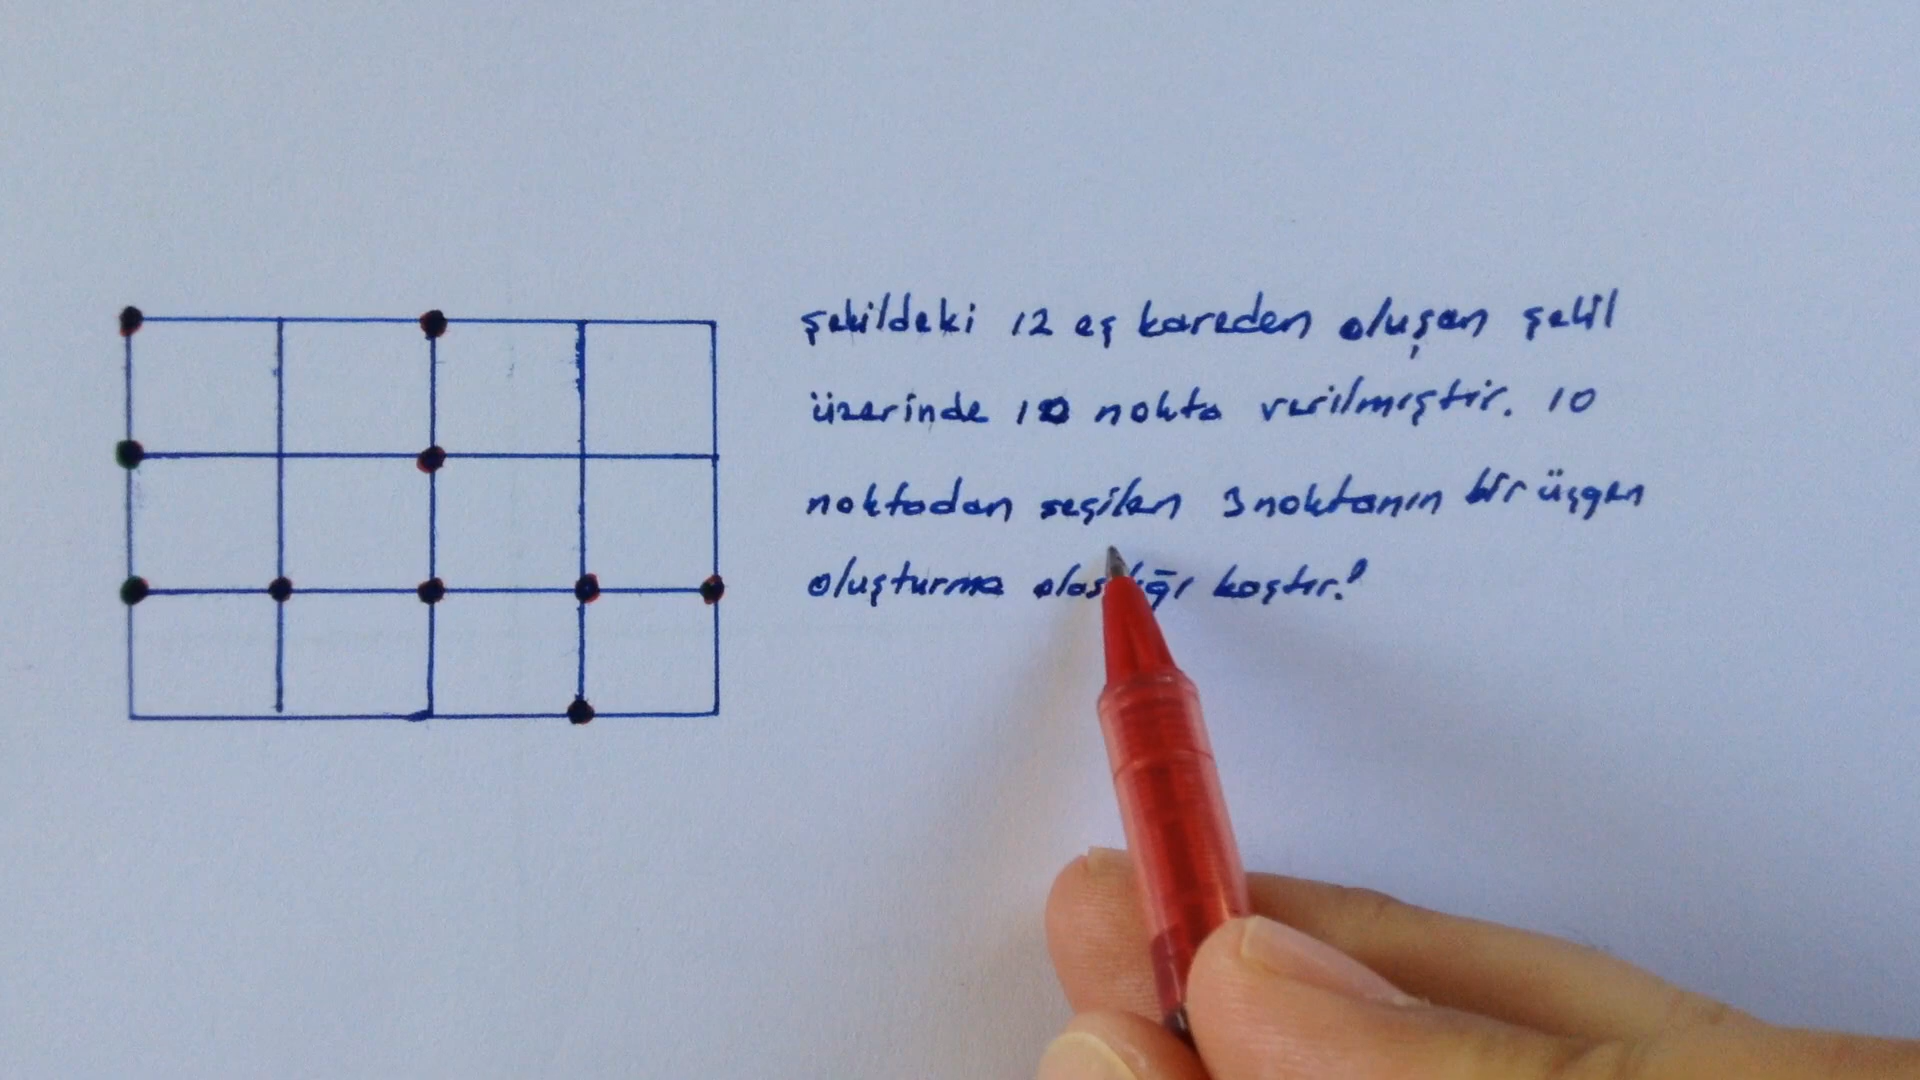 şekildeki 12 eş kareden oluşan şekil
üzerinde 10 nokta verilmiştir. 10
noktadan seçilen 3 noktanın bir üçgen
oluşturma olasılığı kaçtır?